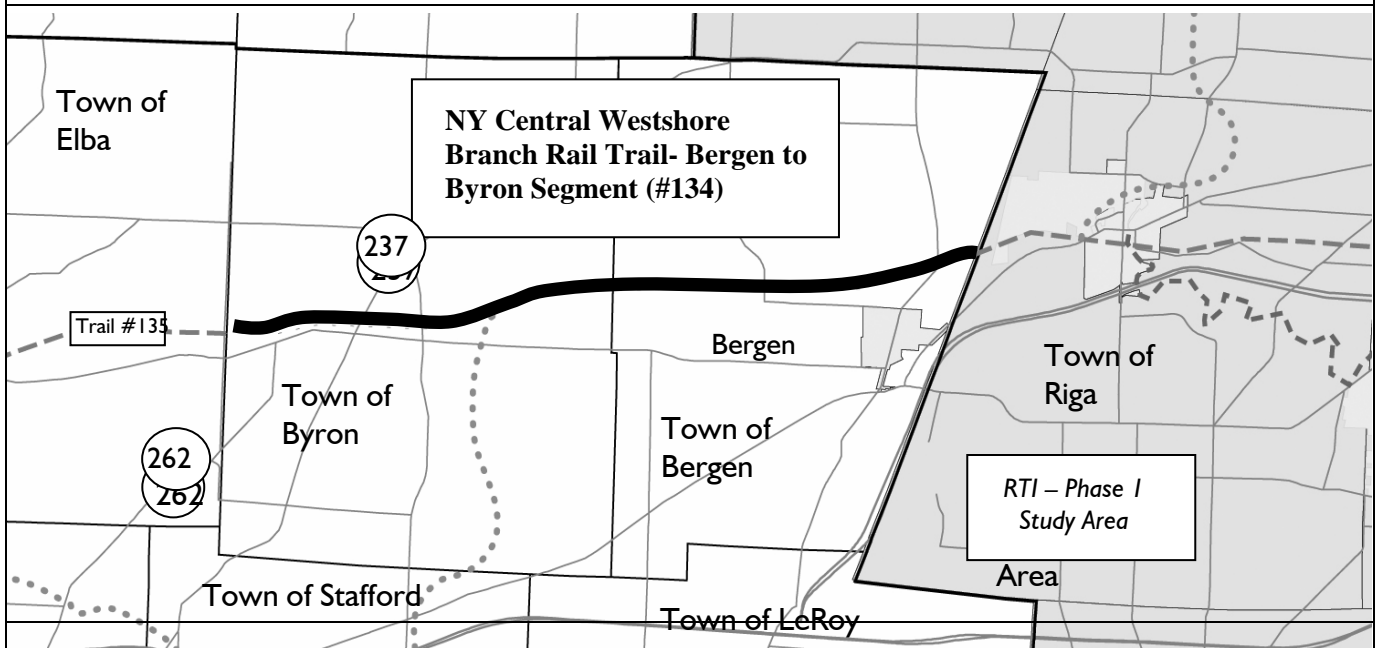 Town of
Elba
NY Central Westshore
Branch Rail Trail- Bergen to
Byron Segment (#134)
237
237
Trail #135
Bergen
Town of
Riga
Town of
Byron
Town of
Bergen
262
262
RTI – Phase 1
Study Area
Area
Town of Stafford
Town of LeRoy